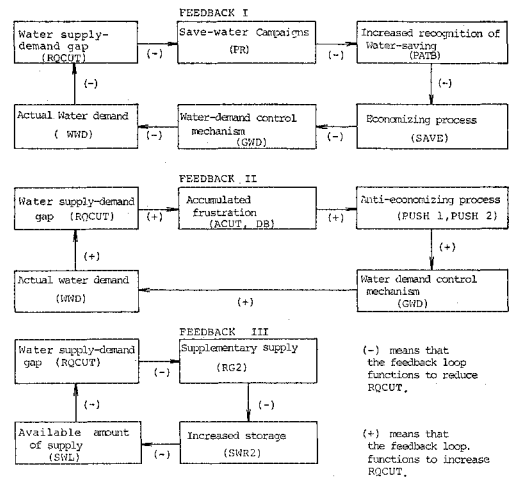 FEEDBACK I
Water supply-
demand gap
(RQCUT)
(-)
Save-water Campaigns
(PR)
(-)
Increased recognition of
Water-saving
(PATB)
(-)
(-)
Actual Water demand
( WWD)
(-)
Water-demand control
mechanism
(GWD)
(-)
Economizing process
(SAVE)
FEEDBACK II
Water supply-demand
gap (RQCUT)
(+)
Accumulated
frustration
(ACUT, DB)
(+)
Anti-economizing process
(PUSH 1,PUSH 2)
(+)
(+)
Actual water demand
(WWD)
(+)
Water demand control
mechanism
(GWD)
FEEDBACK III
Water supply-demand
gap (RQCUT)
(-)
Supplementary supply
(RG2)
(-)
(-)
Available amount
of supply
(SWL)
(-)
Increased storage
(SWR2)
(-) means that
the feedback loop
functions to reduce
RQCUT.
(+) means that
the feedback loop.
functions to increase
RQCUT.